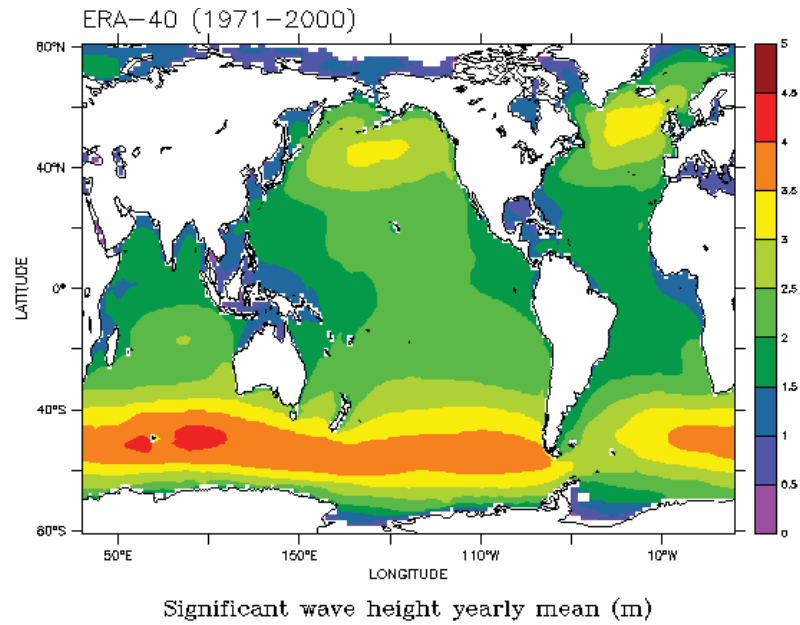 ERA-40 (1971-2000)
80°N
40°N
0°
40°S
80°S
LATITUDE
50°E
150°E
110°W
10°W
LONGITUDE
5
4.5
4
3.5
3
2.5
2
1.5
1
0.5
0
Significant wave height yearly mean (m)